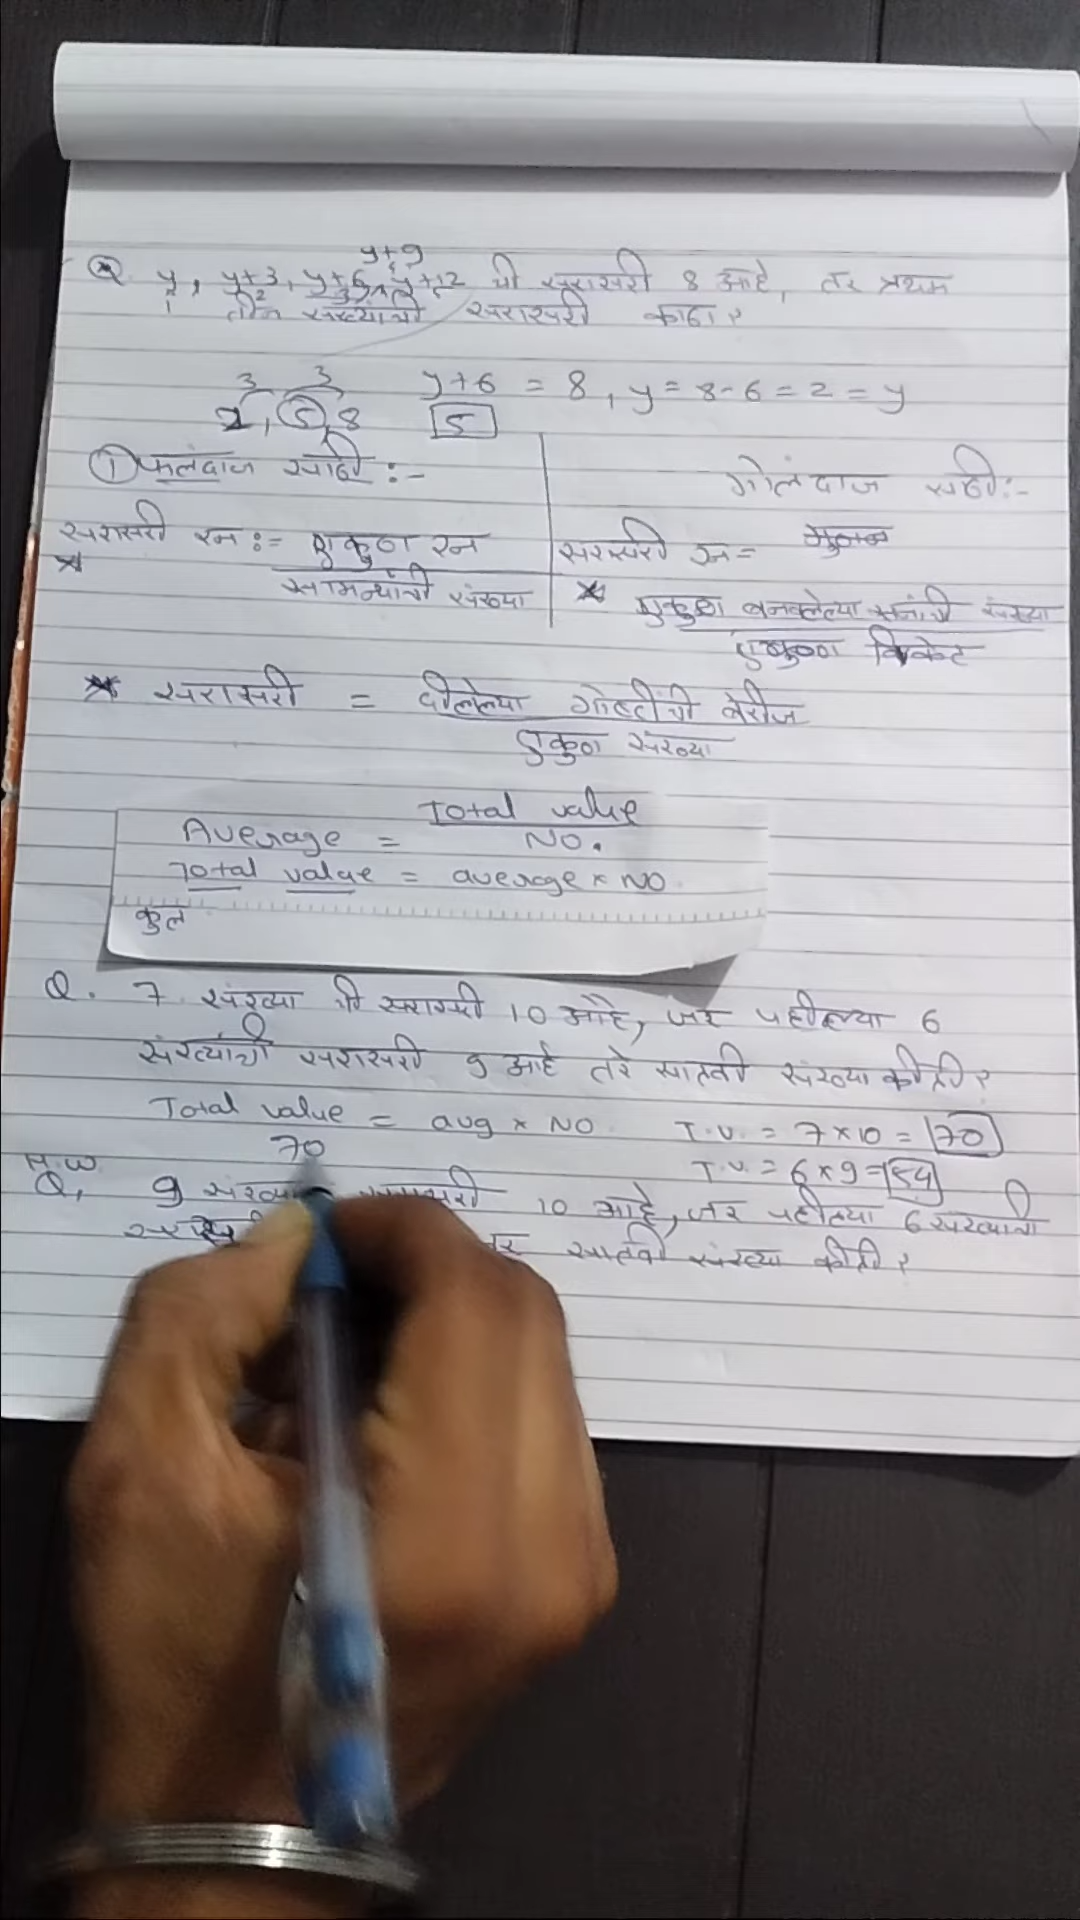 y+9
Q. y, y+3, y+6, y+12 ची सरासरी 8 आहे, तर प्रथम
1 2 3
तीन संख्यांची सरासरी काढा?
3 3
2, 5, 8 y+6 = 8, y = 8-6 = 2 = y
5
① फलंदाज साठी :- गोलंदाज साठी:-
सरासरी रन :- एकुण रन
सामन्यांची संख्या
सरासरी रन =
एकुण बनवलेल्या रनांची संख्या
एकुण विकेट
सरासरी = दीलेल्या गोष्टींची बेरीज
एकुण संख्या
Average = Total value
No.
Total value = average × No.
कुल
Q. 7 संख्या ची सरासरी 10 आहे, जर पहील्या 6
संख्यांची सरासरी 9 आहे तर सातवी संख्या कीती?
Total value = avg × No. T.V. = 7×10 = 70
70 T.V. = 6×9 = 54
H.W
Q. 9 सरासरी 10 आहे, जर पहील्या 6 संख्यांची
तर सातवी संख्या कीती?